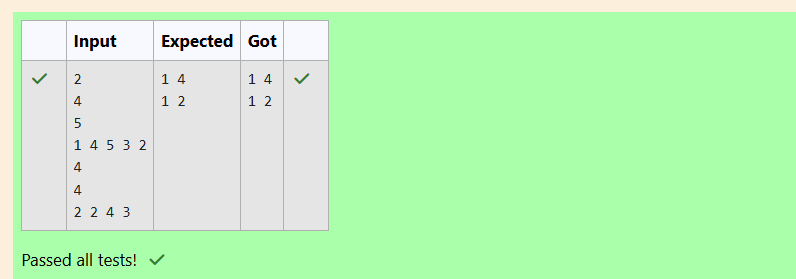 Input Expected Got
2 1 4 1 4
4 1 2 1 2
5
1 4 5 3 2
4
4
2 2 4 3
Passed all tests!